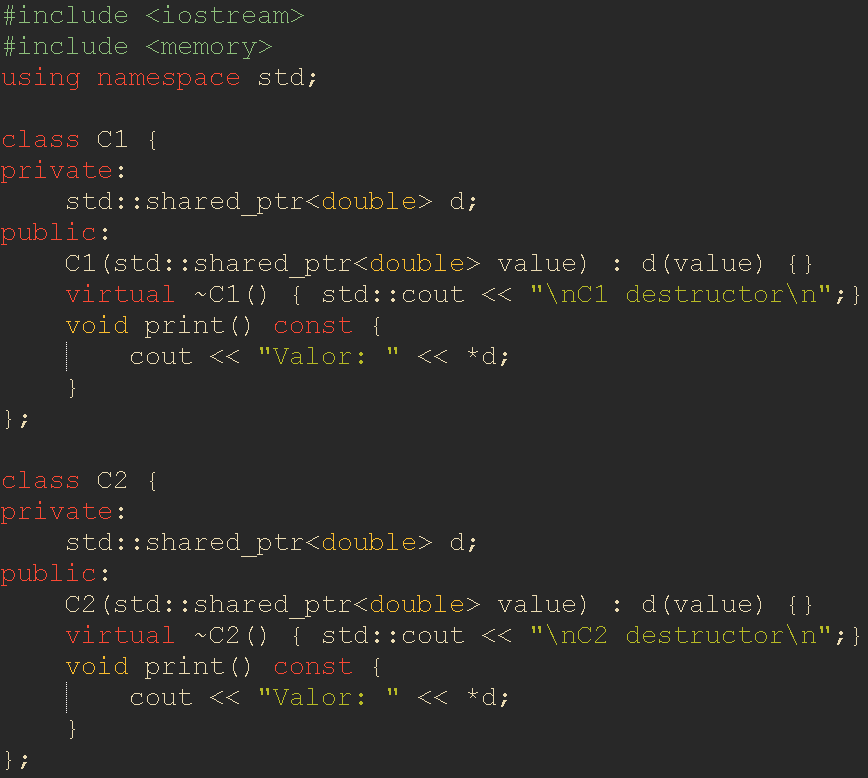 #include <iostream>
#include <memory>
using namespace std;

class C1 {
private:
    std::shared_ptr<double> d;
public:
    C1(std::shared_ptr<double> value) : d(value) {}
    virtual ~C1() { std::cout << "\nC1 destructor\n";}
    void print() const {
        cout << "Valor: " << *d;
    }
};

class C2 {
private:
    std::shared_ptr<double> d;
public:
    C2(std::shared_ptr<double> value) : d(value) {}
    virtual ~C2() { std::cout << "\nC2 destructor\n";}
    void print() const {
        cout << "Valor: " << *d;
    }
};